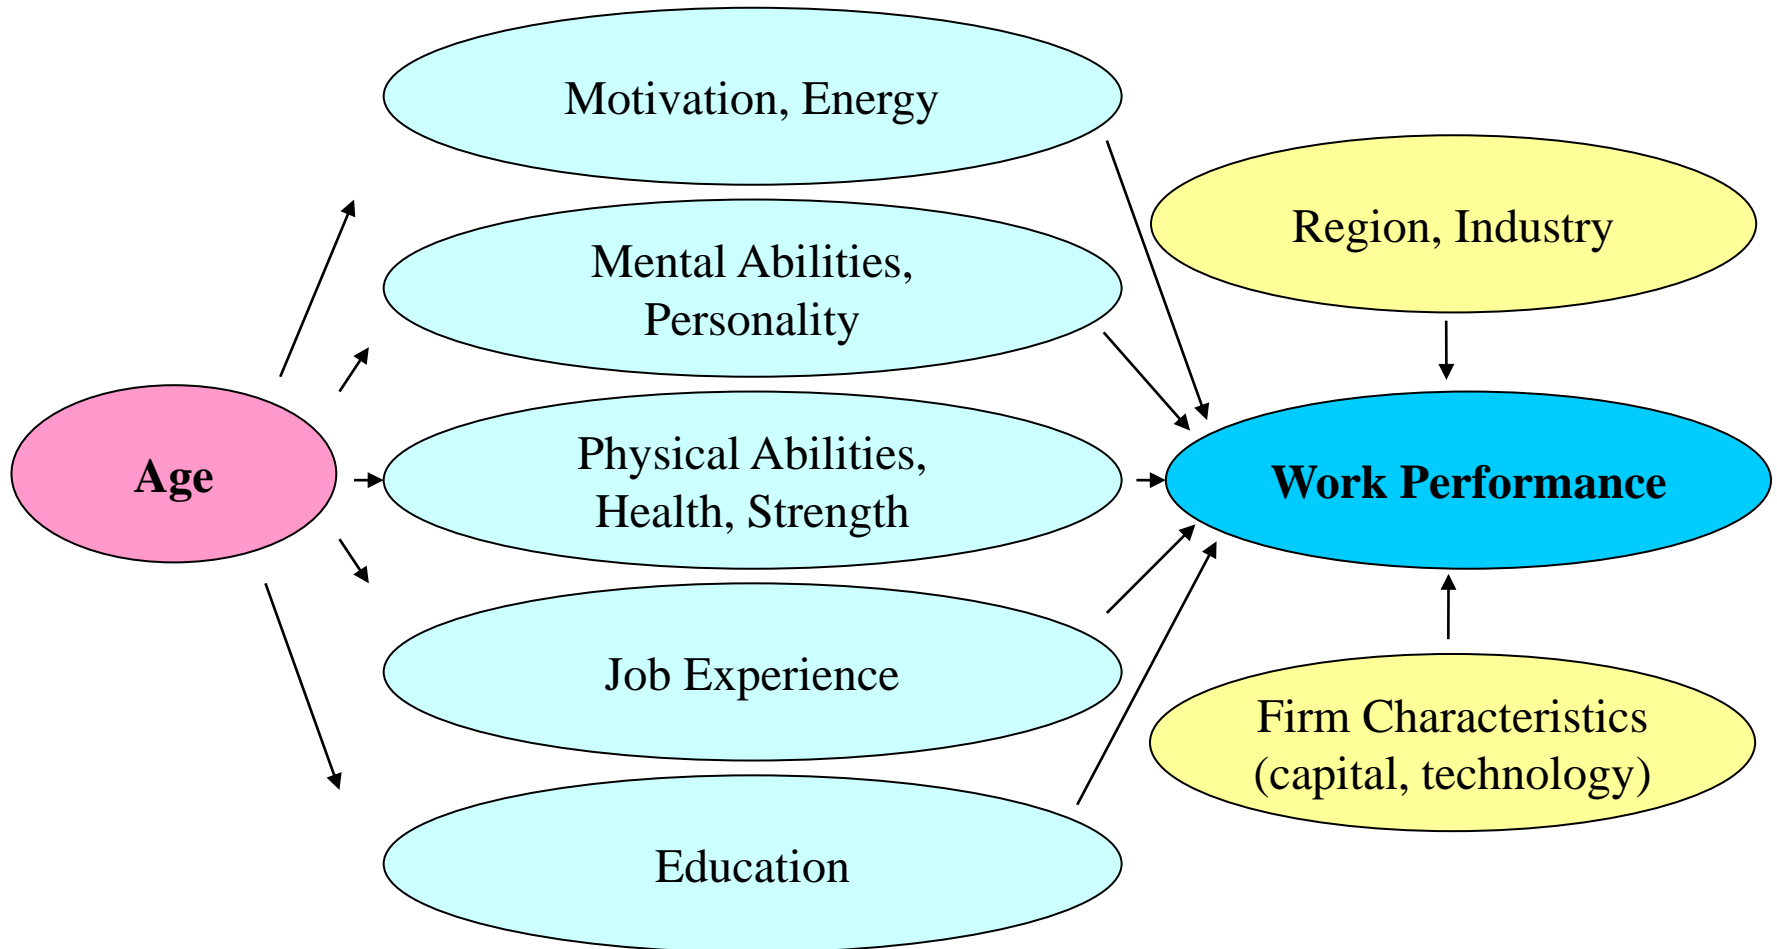 Motivation, Energy
Mental Abilities,
Personality
Physical Abilities,
Health, Strength
Job Experience
Education
Age
Region, Industry
Work Performance
Firm Characteristics
(capital, technology)